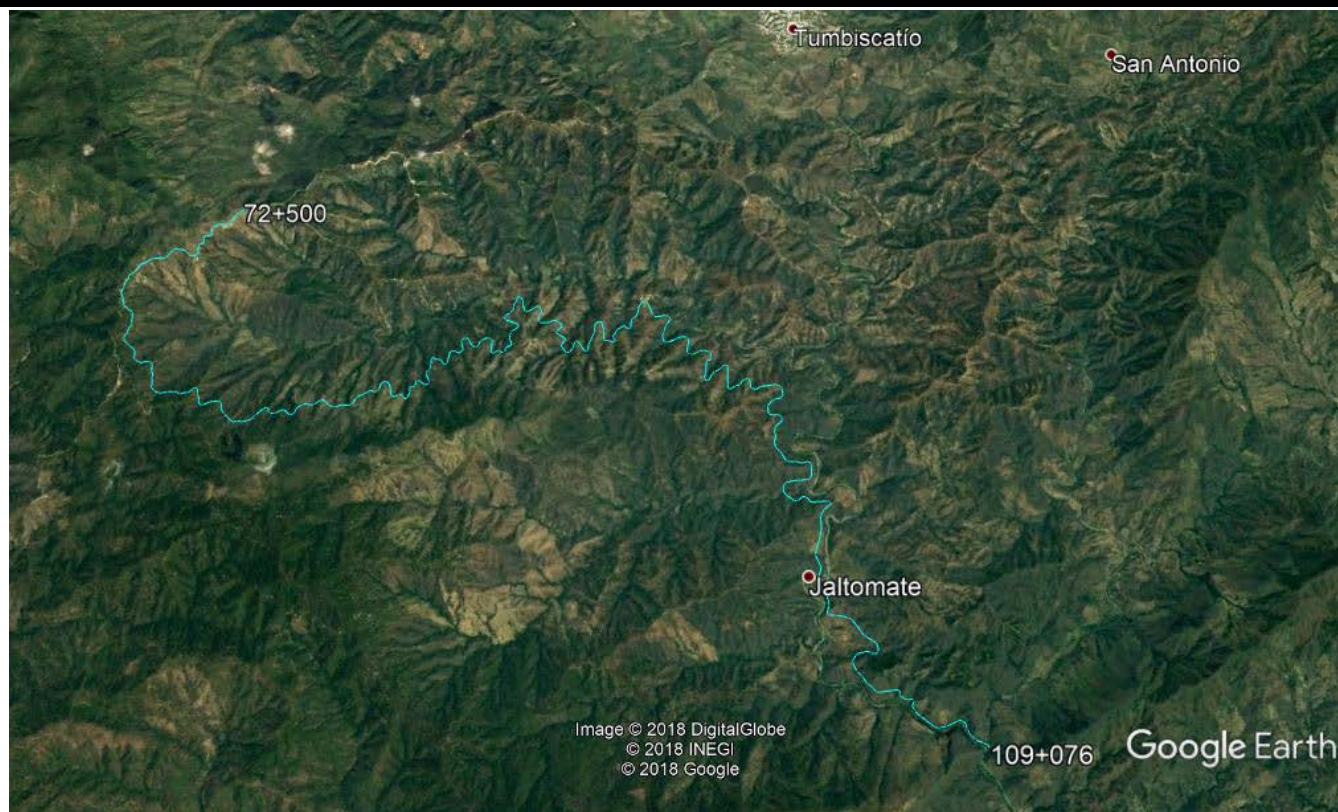 Tumbiscatío
San Antonio
72+500
Jaltomate
Image © 2018 DigitalGlobe
© 2018 INEGI
© 2018 Google
109+076
Google Earth